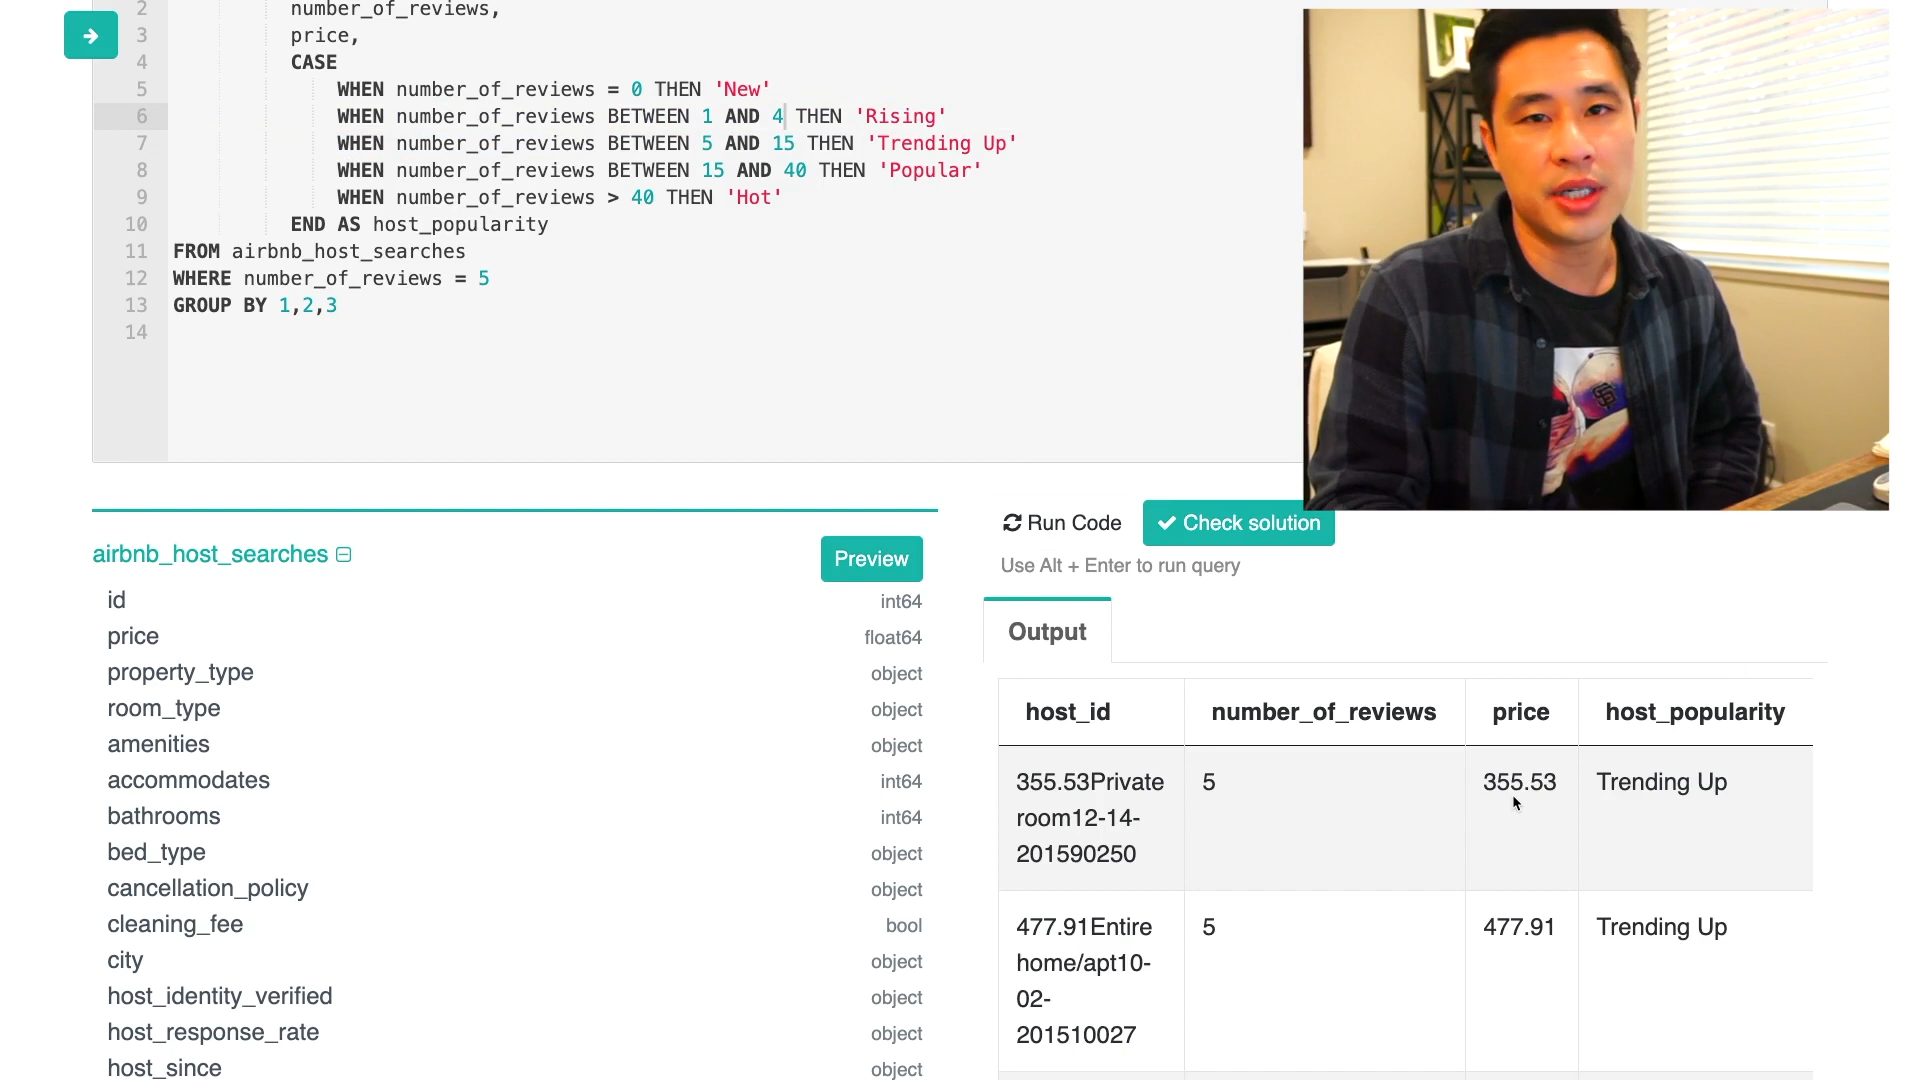 2 number_of_reviews,
3 price,
4 CASE
5 WHEN number_of_reviews = 0 THEN 'New'
6 WHEN number_of_reviews BETWEEN 1 AND 4 THEN 'Rising'
7 WHEN number_of_reviews BETWEEN 5 AND 15 THEN 'Trending Up'
8 WHEN number_of_reviews BETWEEN 15 AND 40 THEN 'Popular'
9 WHEN number_of_reviews > 40 THEN 'Hot'
10 END AS host_popularity
11 FROM airbnb_host_searches
12 WHERE number_of_reviews = 5
13 GROUP BY 1,2,3
14
airbnb_host_searches
Preview
id int64
price float64
property_type object
room_type object
amenities object
accommodates int64
bathrooms int64
bed_type object
cancellation_policy object
cleaning_fee bool
city object
host_identity_verified object
host_response_rate object
host_since object
Run Code
Check solution
Use Alt + Enter to run query
Output
host_id number_of_reviews price host_popularity
355.53Private 5 355.53 Trending Up
room12-14-
201590250
477.91Entire 5 477.91 Trending Up
home/apt10-
02-
201510027
SF